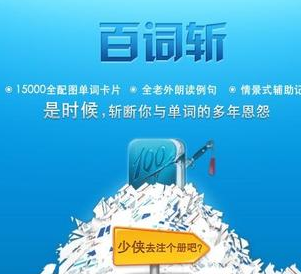 百词斩
15000全配图单词卡片 全老外朗读例句 情景式辅助记
是时候，斩断你与单词的多年恩怨
100
少侠去注个册吧?